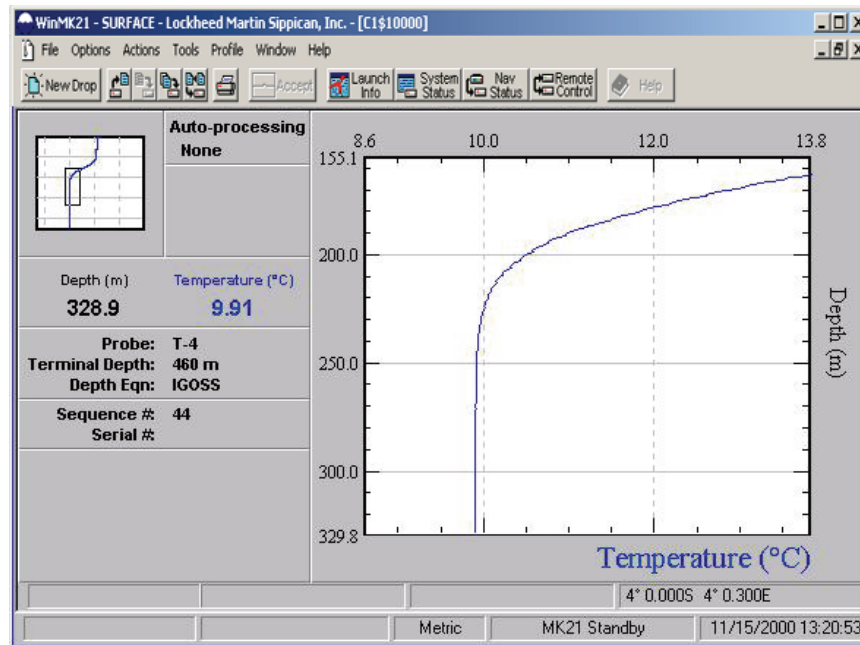 WinMK21 - SURFACE - Lockheed Martin Sippican, Inc. - [C1$10000]
File Options Actions Tools Profile Window Help
New Drop Accept Launch Info System Status Nav Status Remote Control Help
Auto-processing
None
Depth (m) Temperature (°C)
328.9 9.91
Probe: T-4
Terminal Depth: 460 m
Depth Eqn: IGOSS
Sequence #: 44
Serial #:
8.6 10.0 12.0 13.8
155.1
200.0
250.0
300.0
329.8
Depth (m)
Temperature (°C)
4° 0.000S 4° 0.300E
Metric MK21 Standby 11/15/2000 13:20:53